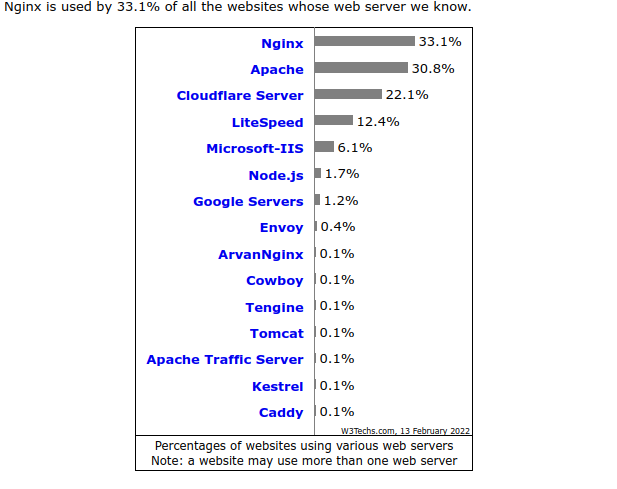 Nginx is used by 33.1% of all the websites whose web server we know.
Nginx 33.1%
Apache 30.8%
Cloudflare Server 22.1%
LiteSpeed 12.4%
Microsoft-IIS 6.1%
Node.js 1.7%
Google Servers 1.2%
Envoy 0.4%
ArvanNginx 0.1%
Cowboy 0.1%
Tengine 0.1%
Tomcat 0.1%
Apache Traffic Server 0.1%
Kestrel 0.1%
Caddy 0.1%
W3Techs.com, 13 February 2022
Percentages of websites using various web servers
Note: a website may use more than one web server